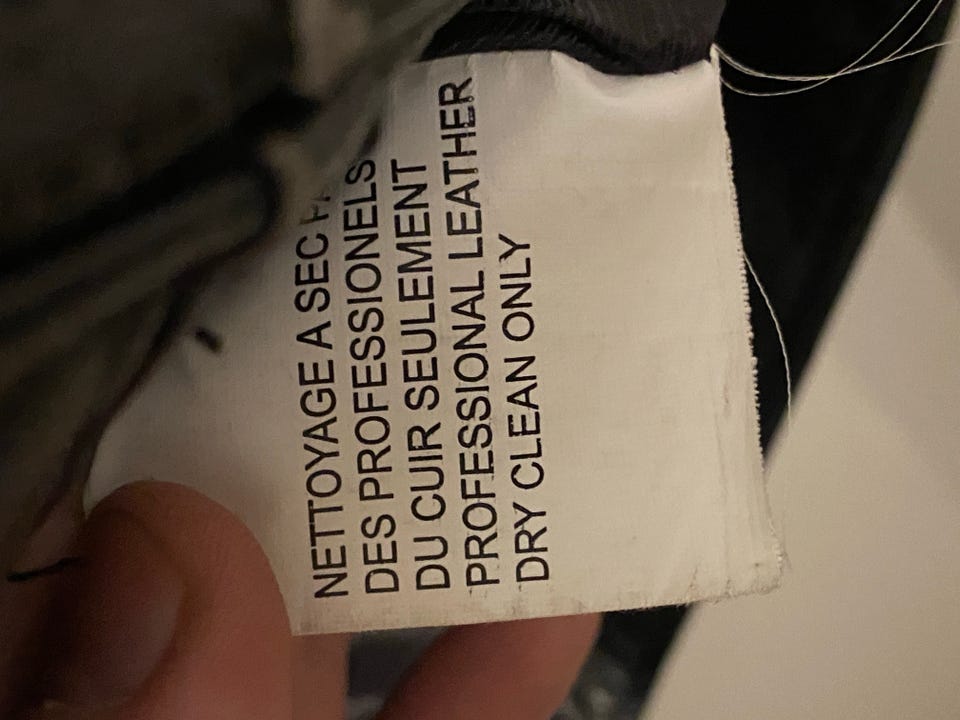 NETTOYAGE A SEC
DES PROFESSIONELS
DU CUIR SEULEMENT
PROFESSIONAL LEATHER
DRY CLEAN ONLY